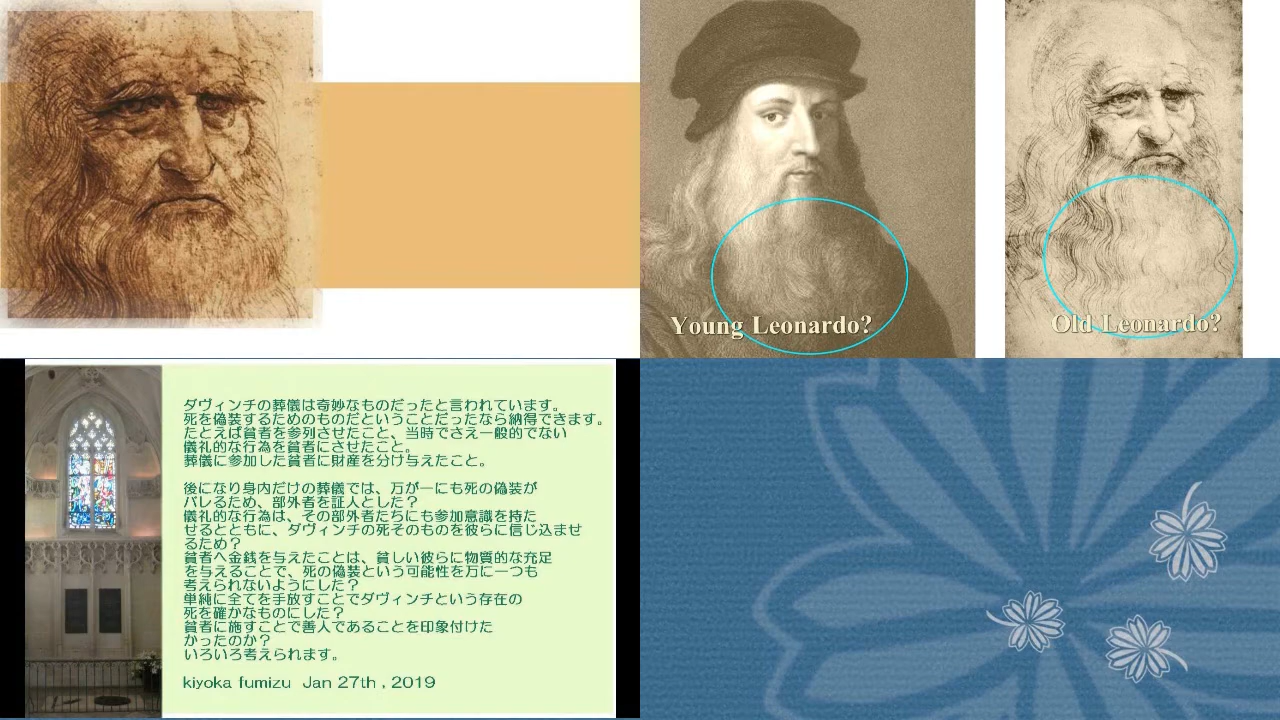 Young Leonardo?
Old Leonardo?
ダヴィンチの葬儀は奇妙なものだったと言われています。
死を偽装するためのものだということだったなら納得できます。
たとえば貧者を参列させたこと、当時でさえ一般的でない
儀礼的な行為を貧者にさせたこと。
葬儀に参加した貧者に財産を分け与えたこと。
後になり身内だけの葬儀では、万が一にも死の偽装が
バレるため、部外者を証人とした？
儀礼的な行為は、その部外者たちにも参加意識を持た
せるとともに、ダヴィンチの死そのものを彼らに信じ込ませ
るため？
貧者へ金銭を与えたことは、貧しい彼らに物質的な充足
を与えることで、死の偽装という可能性を万に一つも
考えられないようにした？
単純に全てを手放すことでダヴィンチという存在の
死を確かなものにした？
貧者に施すことで善人であることを印象付けた
かったのか？
いろいろ考えられます。
kiyoka fumizu Jan 27th , 2019